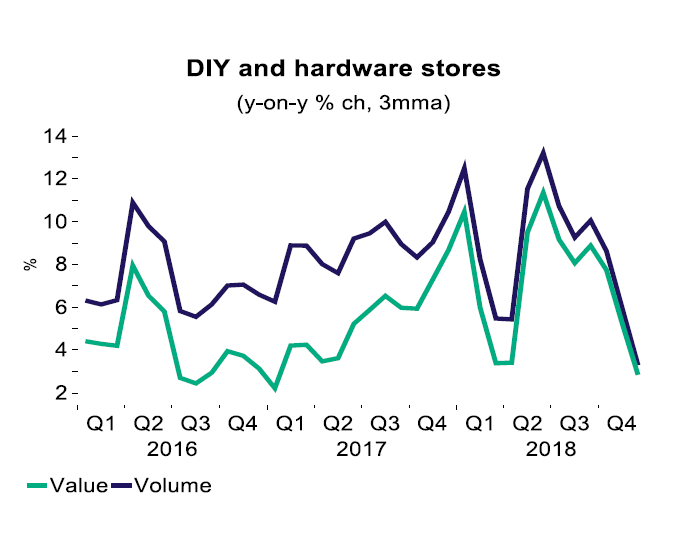 DIY and hardware stores
(y-on-y % ch, 3mma)
14
12
10
8
6
4
2
%
Q1 Q2 Q3 Q4 Q1 Q2 Q3 Q4 Q1 Q2 Q3 Q4
2016 2017 2018
Value Volume